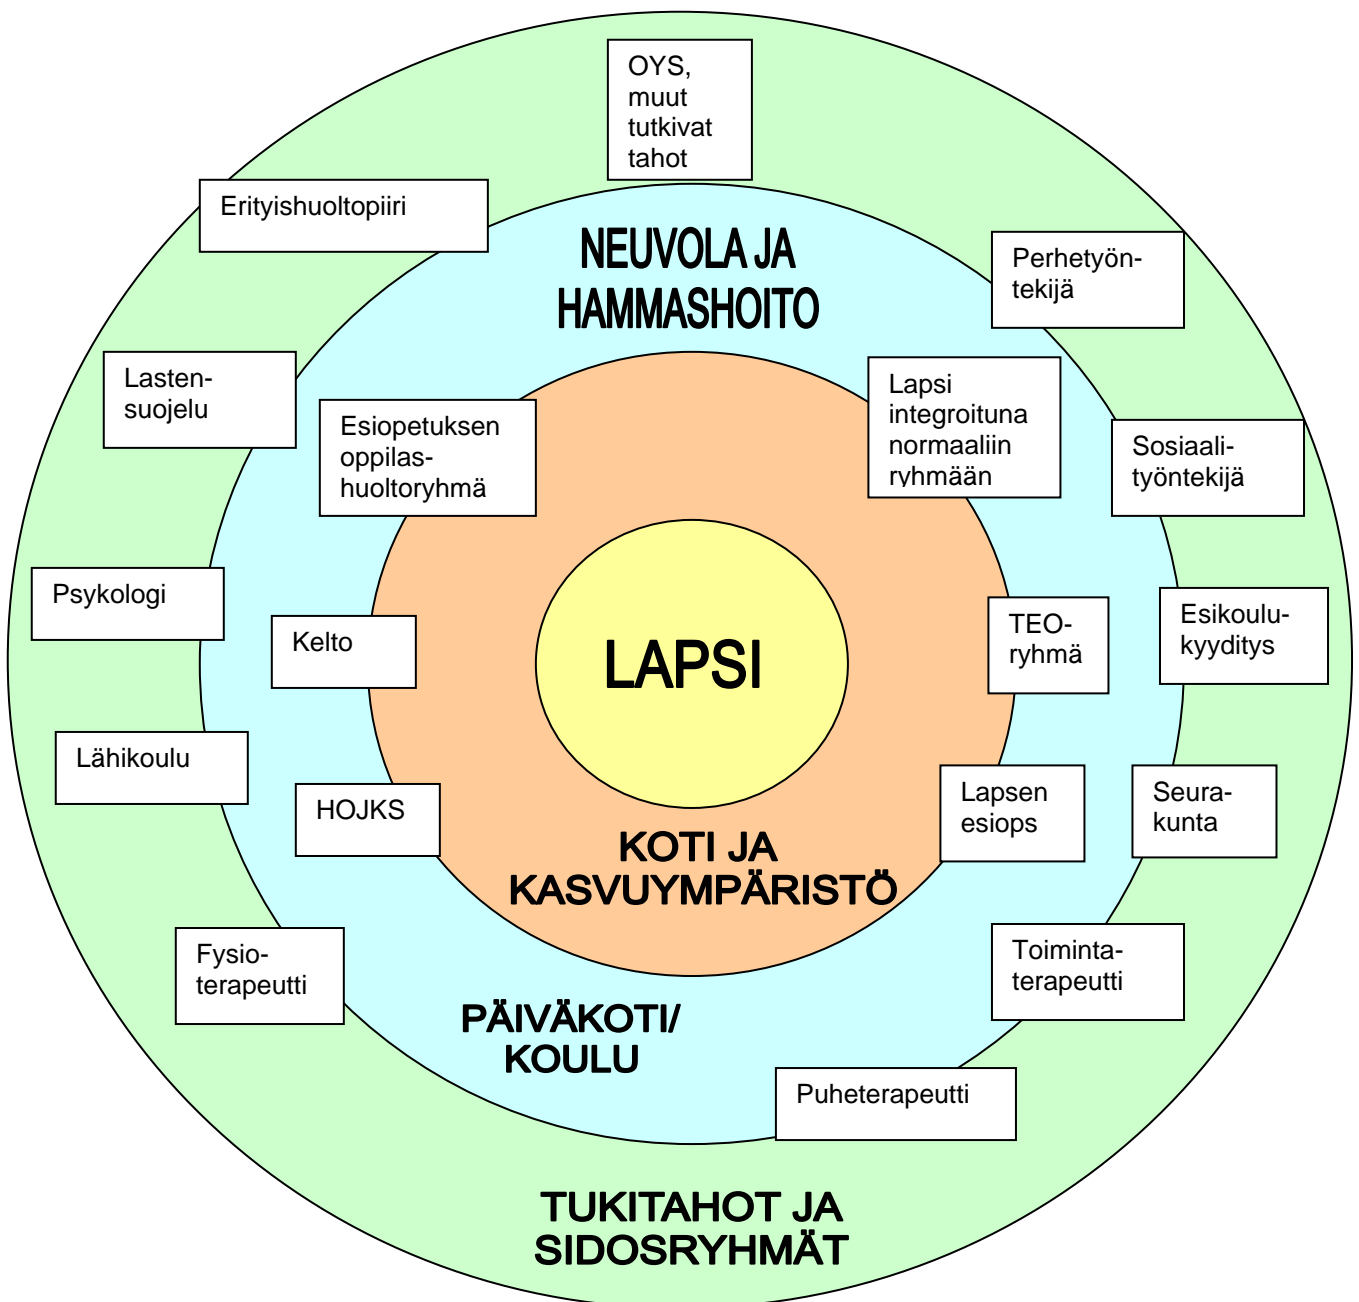 OYS,
muut
tutkivat
tahot
Erityishuoltopiiri
NEUVOLA JA
HAMMASHOITO
Perhetyön-
tekijä
Lasten-
suojelu
Esiopetuksen
oppilas-
huoltoryhmä
Lapsi
integroituna
normaaliin
ryhmään
Sosiaali-
työntekijä
Psykologi
Kelto
LAPSI
TEO-
ryhmä
Esikoulu-
kyyditys
Lähikoulu
HOJKS
KOTI JA
KASVUYMPÄRISTÖ
Lapsen
esiops
Seura-
kunta
Fysio-
terapeutti
PÄIVÄKOTI/
KOULU
Toiminta-
terapeutti
Puheterapeutti
TUKITAHOT JA
SIDOSRYHMÄT